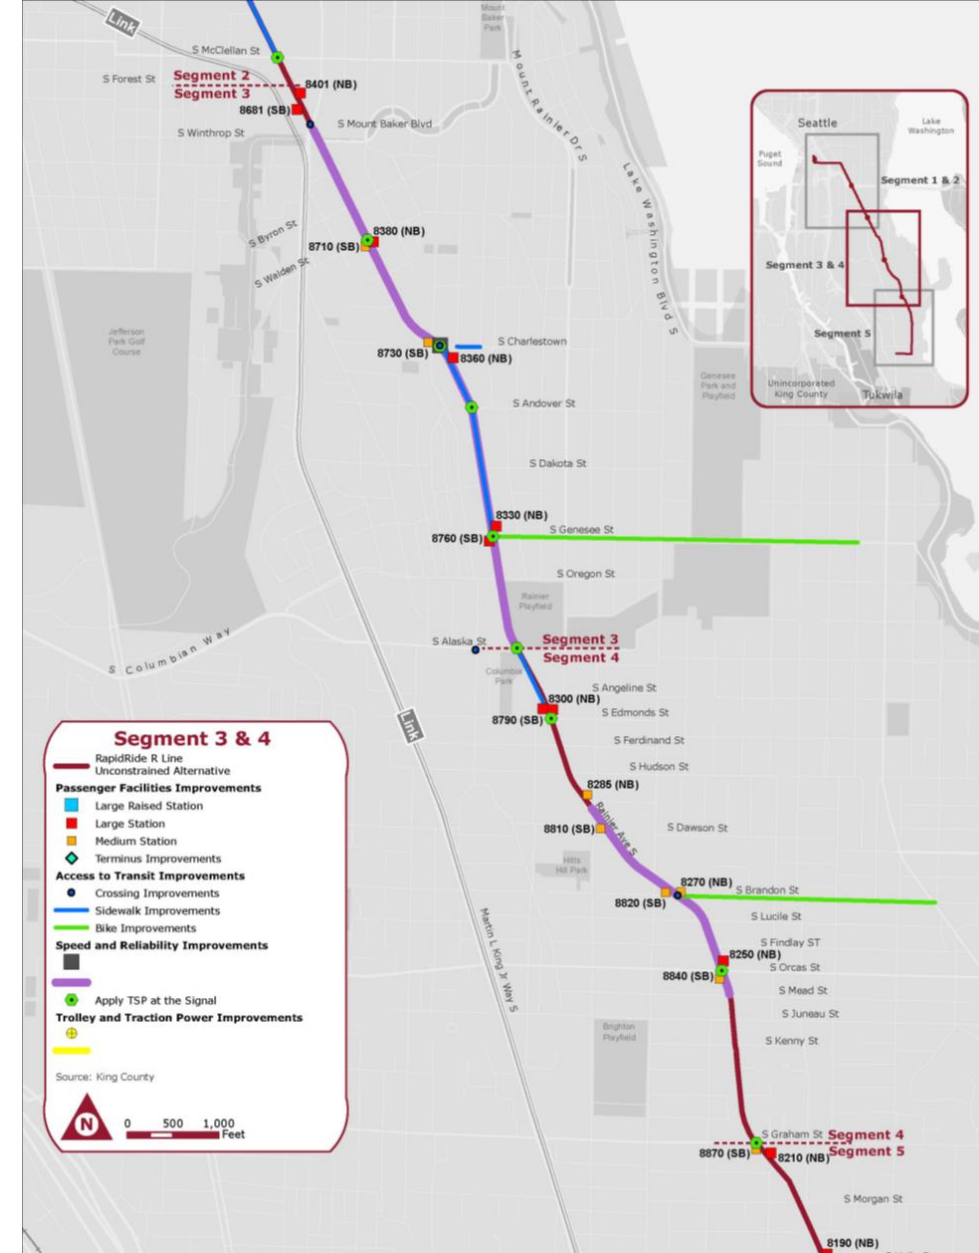 Mount
Baker
Park
Link
S McClellan St
S Forest St
Segment 2
Segment 3
8401 (NB)
8681 (SB)
S Mount Baker Blvd
S Winthrop St
Mount Rainier Dr S
Lake Washington Blvd S
Seattle
Lake
Washington
Puget
Sound
Segment 1 & 2
Segment 3 & 4
Segment 5
Unincorporated
King County
Tukwila
S Byron St
8380 (NB)
8710 (SB)
S Walden St
Jefferson
Park Golf
Course
S Charlestown
8730 (SB)
8360 (NB)
Genesee
Park and
Playfield
S Andover St
S Dakota St
8330 (NB)
S Genesee St
8760 (SB)
S Oregon St
Rainier
Playfield
S Columbian Way
S Alaska St
Segment 3
Segment 4
Columbia
Park
S Angeline St
8300 (NB)
S Edmonds St
8790 (SB)
Link
S Ferdinand St
S Hudson St
8285 (NB)
Rainier Ave S
8810 (SB)
S Dawson St
Hitts
Hill Park
8270 (NB)
S Brandon St
8820 (SB)
S Lucile St
Martin L King Jr Way S
S Findlay ST
8250 (NB)
S Orcas St
8840 (SB)
S Mead St
S Juneau St
Brighton
Playfield
S Kenny St
S Graham St
Segment 4
Segment 5
8870 (SB)
8210 (NB)
S Morgan St
8190 (NB)
Segment 3 & 4
RapidRide R Line
Unconstrained Alternative
Passenger Facilities Improvements
Large Raised Station
Large Station
Medium Station
Terminus Improvements
Access to Transit Improvements
Crossing Improvements
Sidewalk Improvements
Bike Improvements
Speed and Reliability Improvements
Apply TSP at the Signal
Trolley and Traction Power Improvements
Source: King County
N
0 500 1,000
Feet